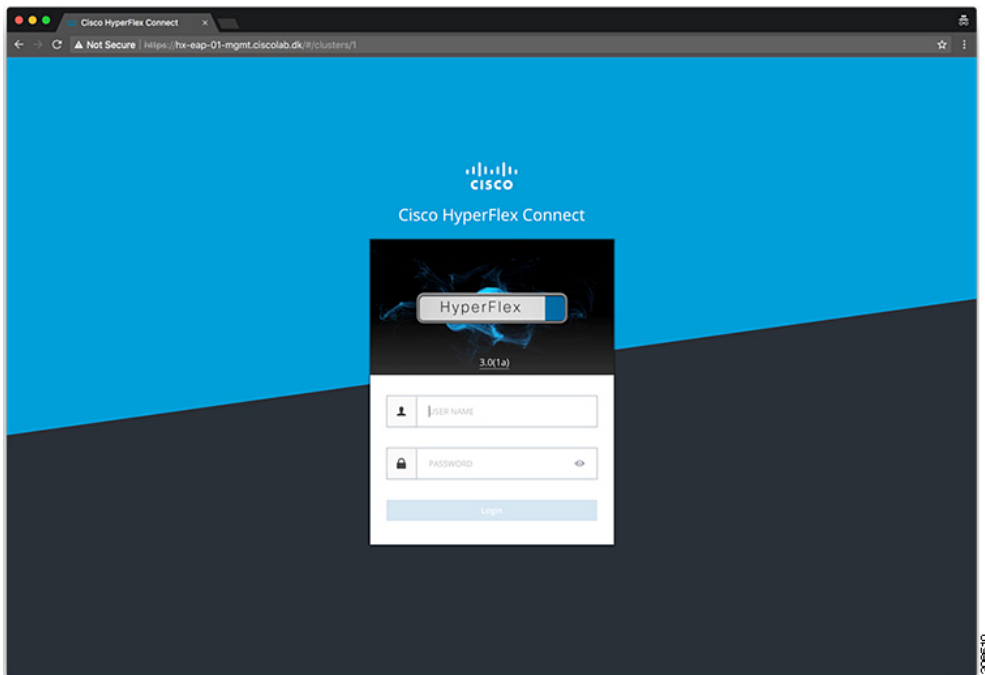 Cisco HyperFlex Connect
Not Secure https://hx-eap-01-mgmt.ciscolab.dk/#/clusters/1
CISCO
Cisco HyperFlex Connect
HyperFlex
3.0(1a)
USER NAME
PASSWORD
Login